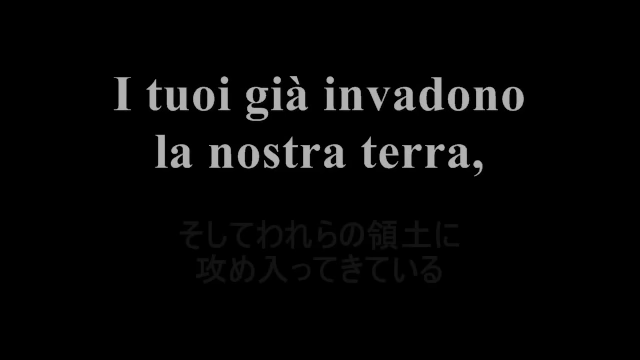 I tuoi già invadono
la nostra terra,
そしてわれらの領土に
攻め入ってきている